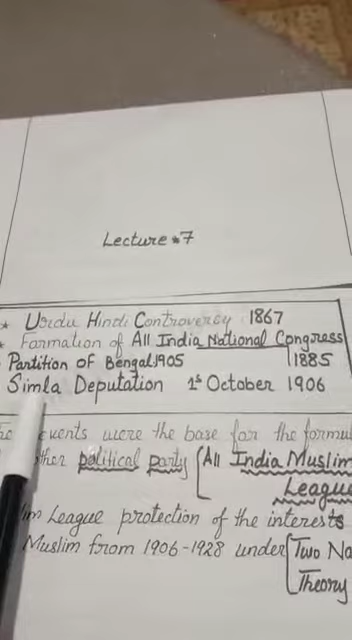 Lecture * 7
* Urdu Hindi Controversy 1867
* Formation of All India National Congress
Partition of Bengal 1905 1885
Simla Deputation 1st October 1906
events were the base for the
political party (All India Muslim
League
League protection of the interests
Muslim from 1906-1928 under Two
Theory